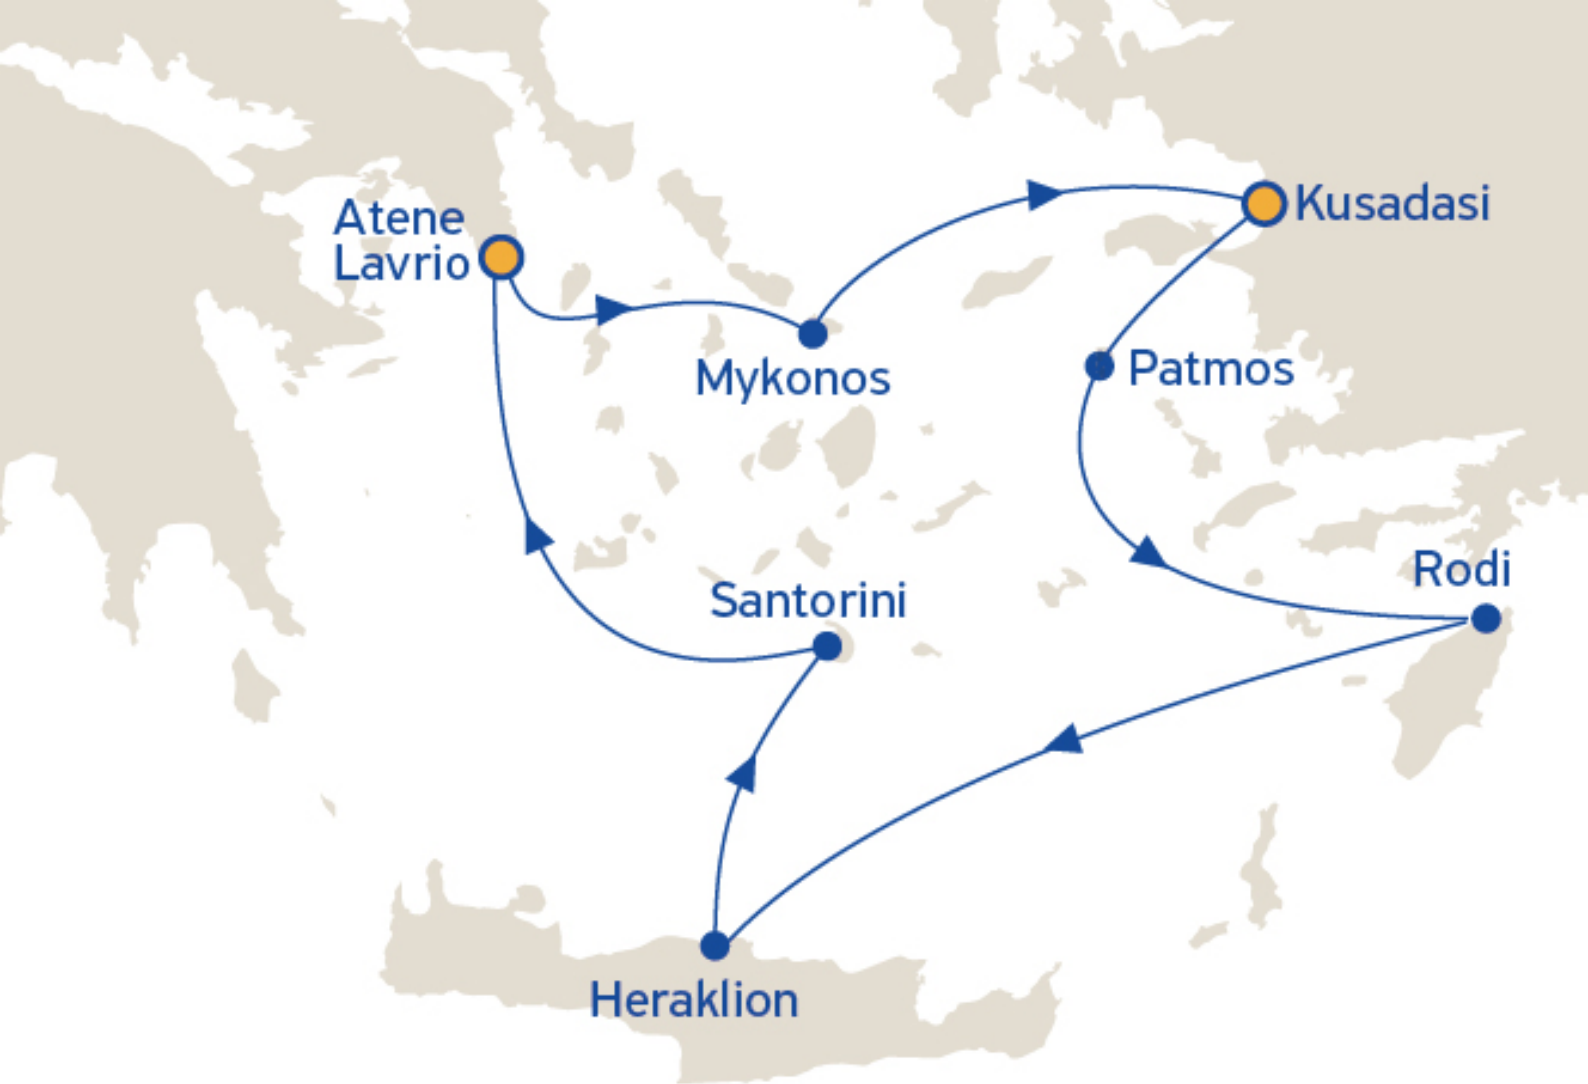 Atene
Lavrio
Kusadasi
Mykonos
Patmos
Rodi
Santorini
Heraklion